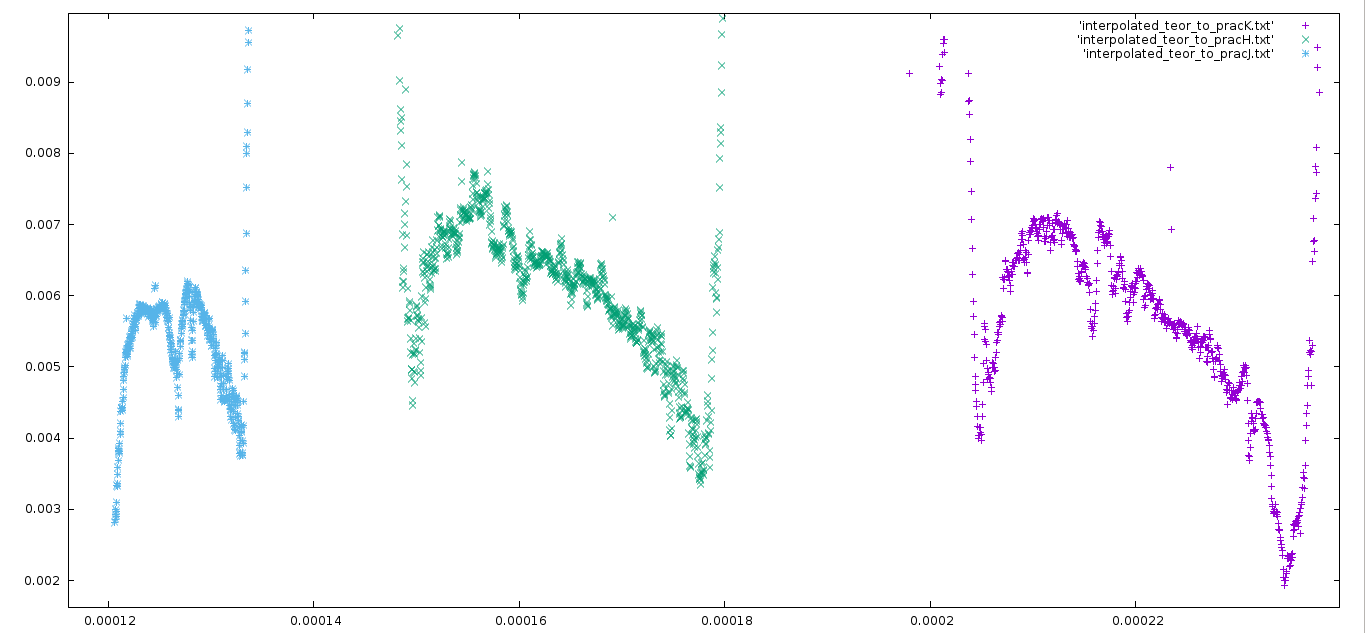 'interpolated_teor_to_pracK.txt'
'interpolated_teor_to_pracH.txt'
'interpolated_teor_to_pracJ.txt'
0.009
0.008
0.007
0.006
0.005
0.004
0.003
0.002
0.00012 0.00014 0.00016 0.00018 0.0002 0.00022